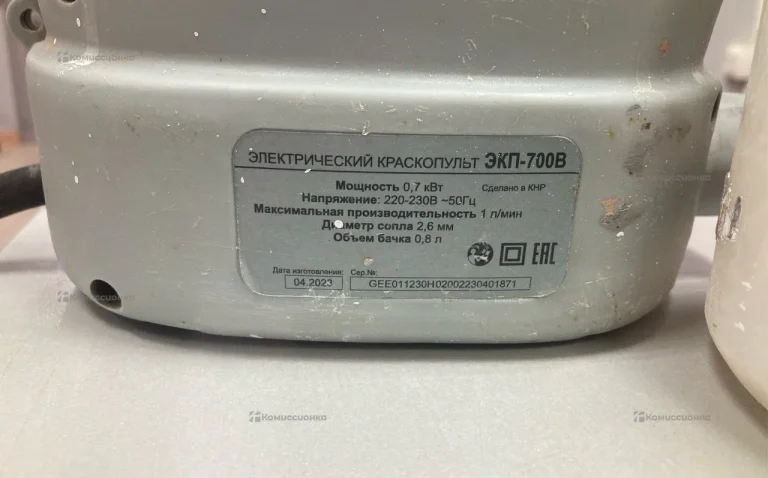 Комиссионка
Комиссионка
ЭЛЕКТРИЧЕСКИЙ КРАСКОПУЛЬТ ЭКП-700В
Мощность 0,7 кВт
Сделано в КНР
Напряжение: 220-230В ~50Гц
Максимальная производительность 1 л/мин
Диаметр сопла 2,6 мм
Объем бачка 0,8 л
ЕАС
Дата изготовления: Сер.№:
04.2023 GEE011230H02002230401871
Комиссионка
Комиссионка